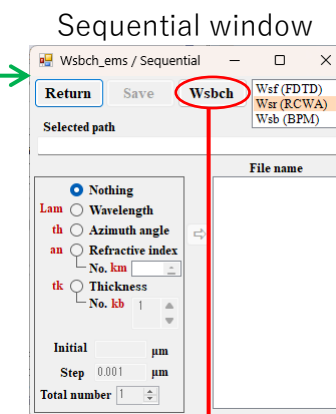 Sequential window
Wsbch_ems / Sequential
Return Save Wsbch
Wsf (FDTD)
Wsr (RCWA)
Wsb (BPM)
Selected path
File name
Nothing
Lam Wavelength
th Azimuth angle
an Refractive index
No. km
tk Thickness
No. kb 1
Initial μm
Step 0.001 μm
Total number 1